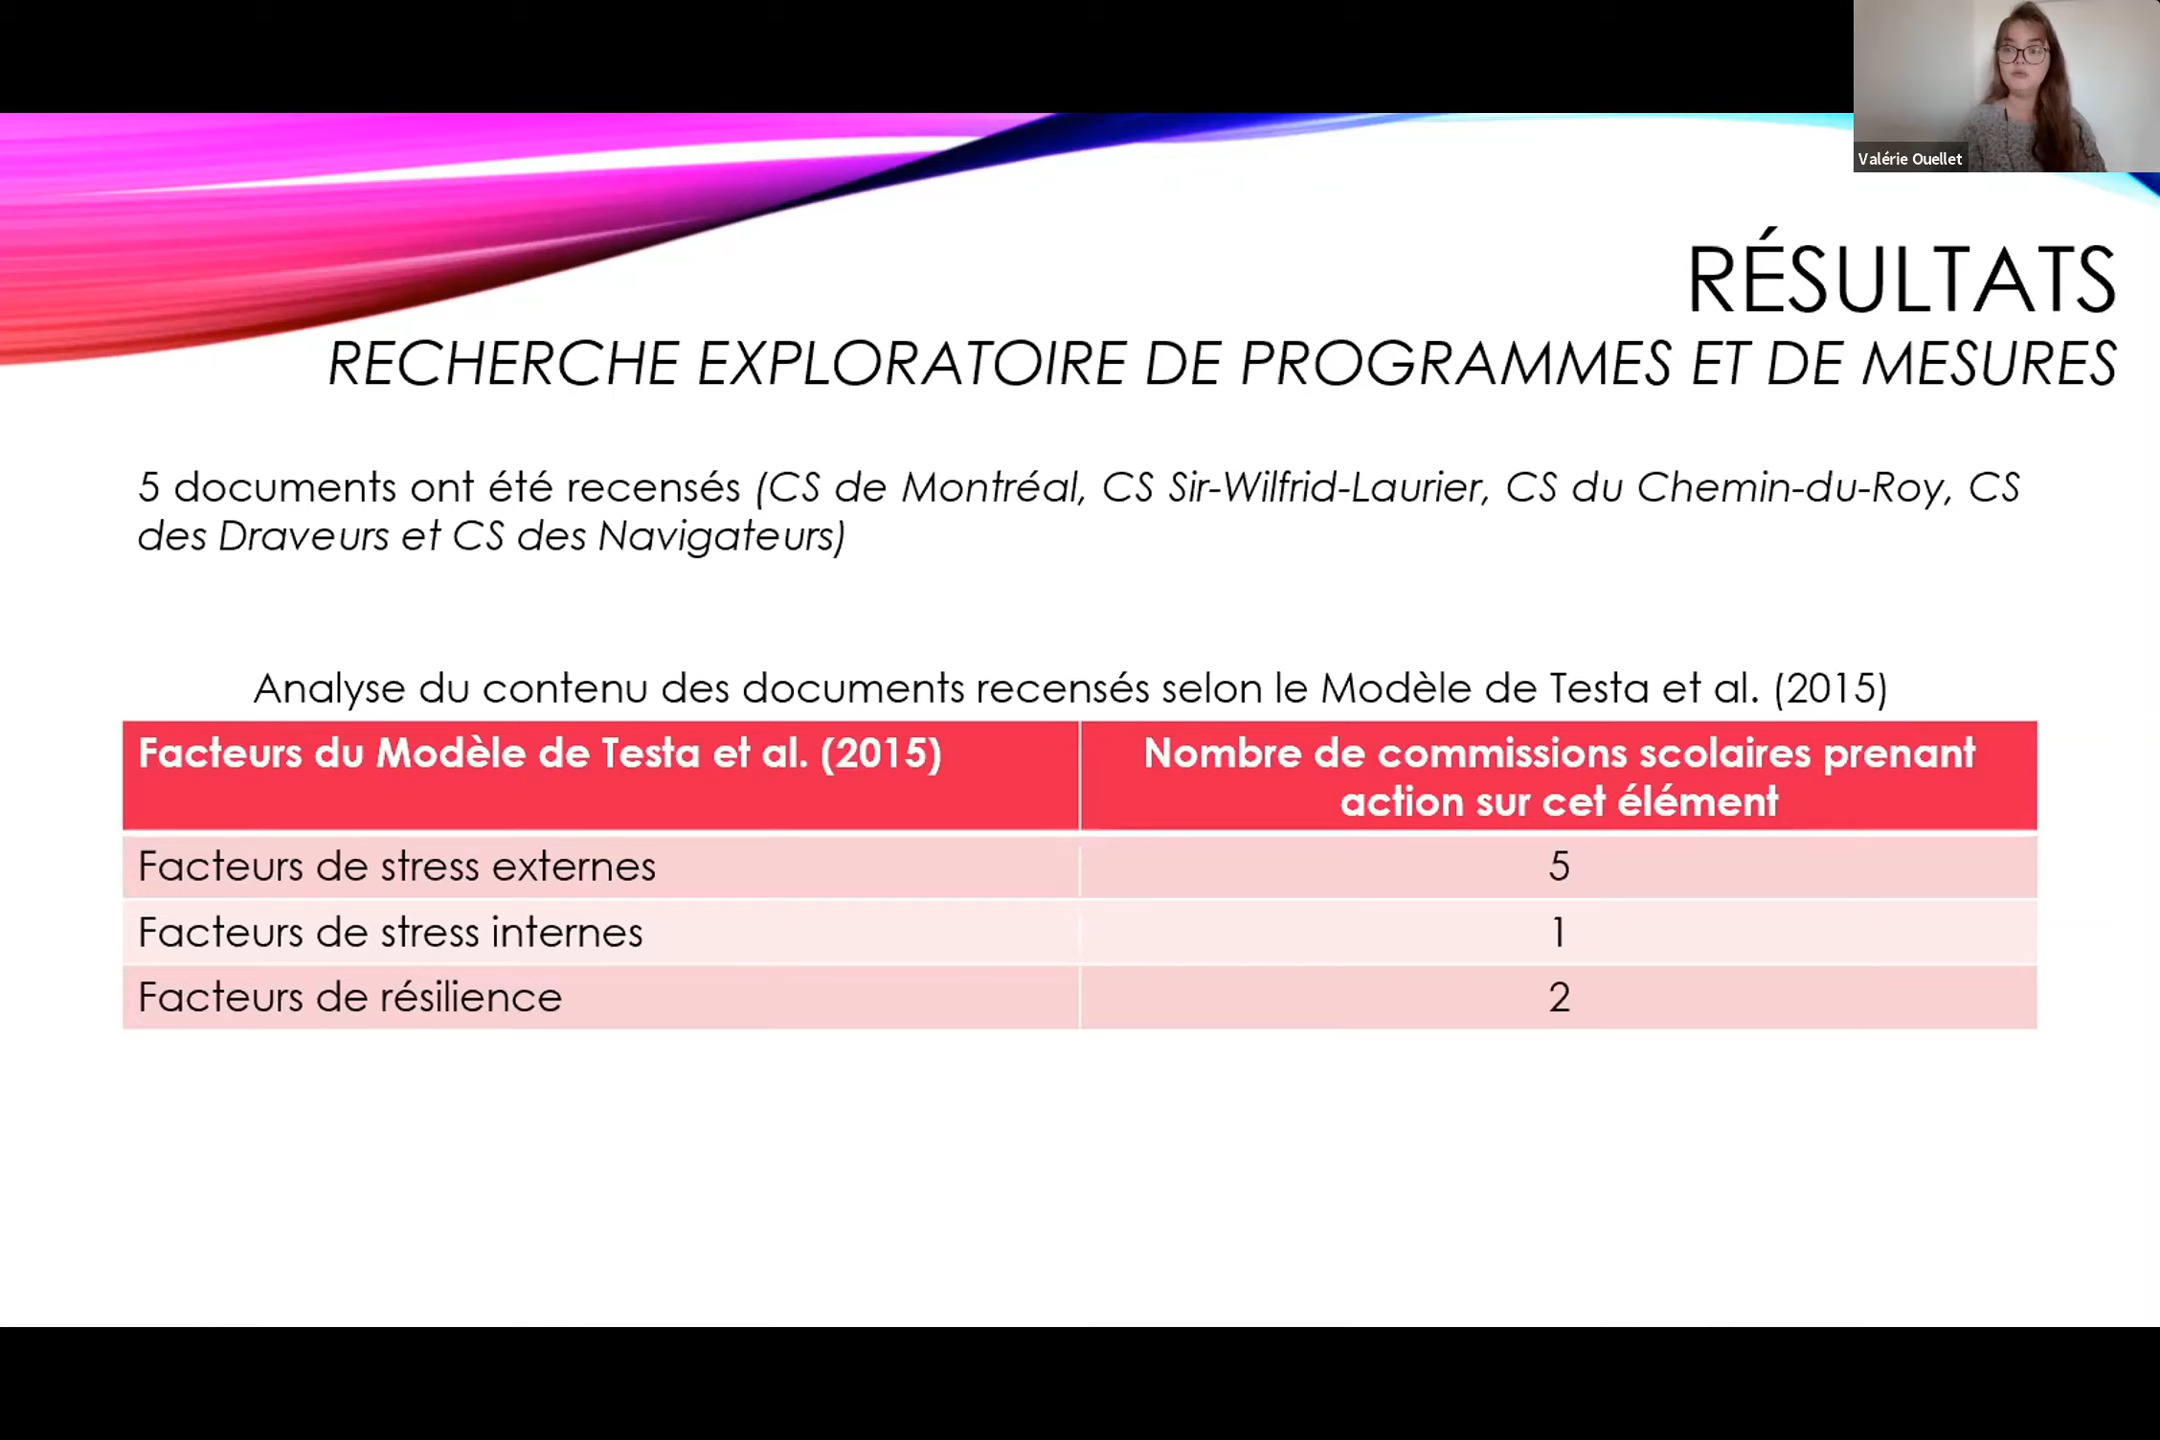 Valérie Ouellet
RÉSULTATS
RECHERCHE EXPLORATOIRE DE PROGRAMMES ET DE MESURES
5 documents ont été recensés (CS de Montréal, CS Sir-Wilfrid-Laurier, CS du Chemin-du-Roy, CS
des Draveurs et CS des Navigateurs)
Analyse du contenu des documents recensés selon le Modèle de Testa et al. (2015)
Facteurs du Modèle de Testa et al. (2015)
Nombre de commissions scolaires prenant
action sur cet élément
Facteurs de stress externes 5
Facteurs de stress internes 1
Facteurs de résilience 2